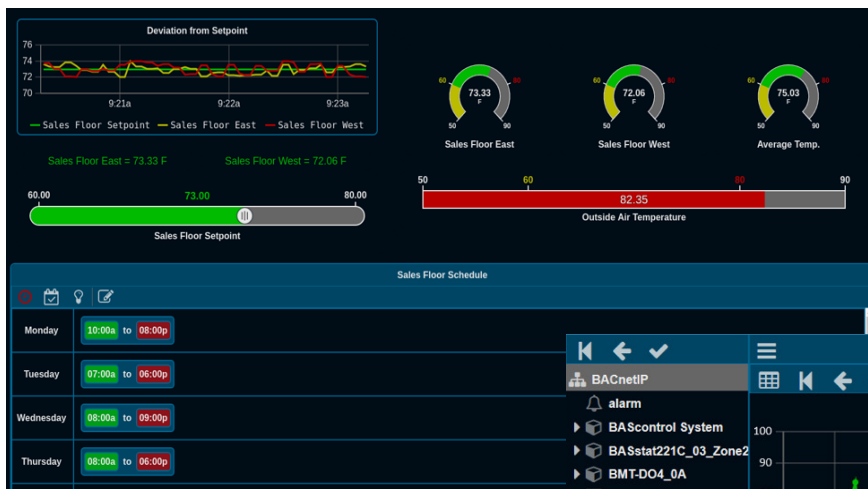 Deviation from Setpoint
76
74
72
70
9:21a 9:22a 9:23a
Sales Floor Setpoint Sales Floor East Sales Floor West
Sales Floor East = 73.33 F Sales Floor West = 72.06 F
60.00 73.00 80.00
Sales Floor Setpoint
60 80
73.33
F
50 90
Sales Floor East
60 80
72.06
F
50 90
Sales Floor West
60 80
75.03
F
50 90
Average Temp.
50 60 80 90
82.35
Outside Air Temperature
Sales Floor Schedule
Monday 10:00a to 08:00p
Tuesday 07:00a to 06:00p
Wednesday 08:00a to 09:00p
Thursday 08:00a to 06:00p
BACnetIP
alarm
BAScontrol System
BASstat221C_03_Zone2
BMT-DO4_0A
100
90